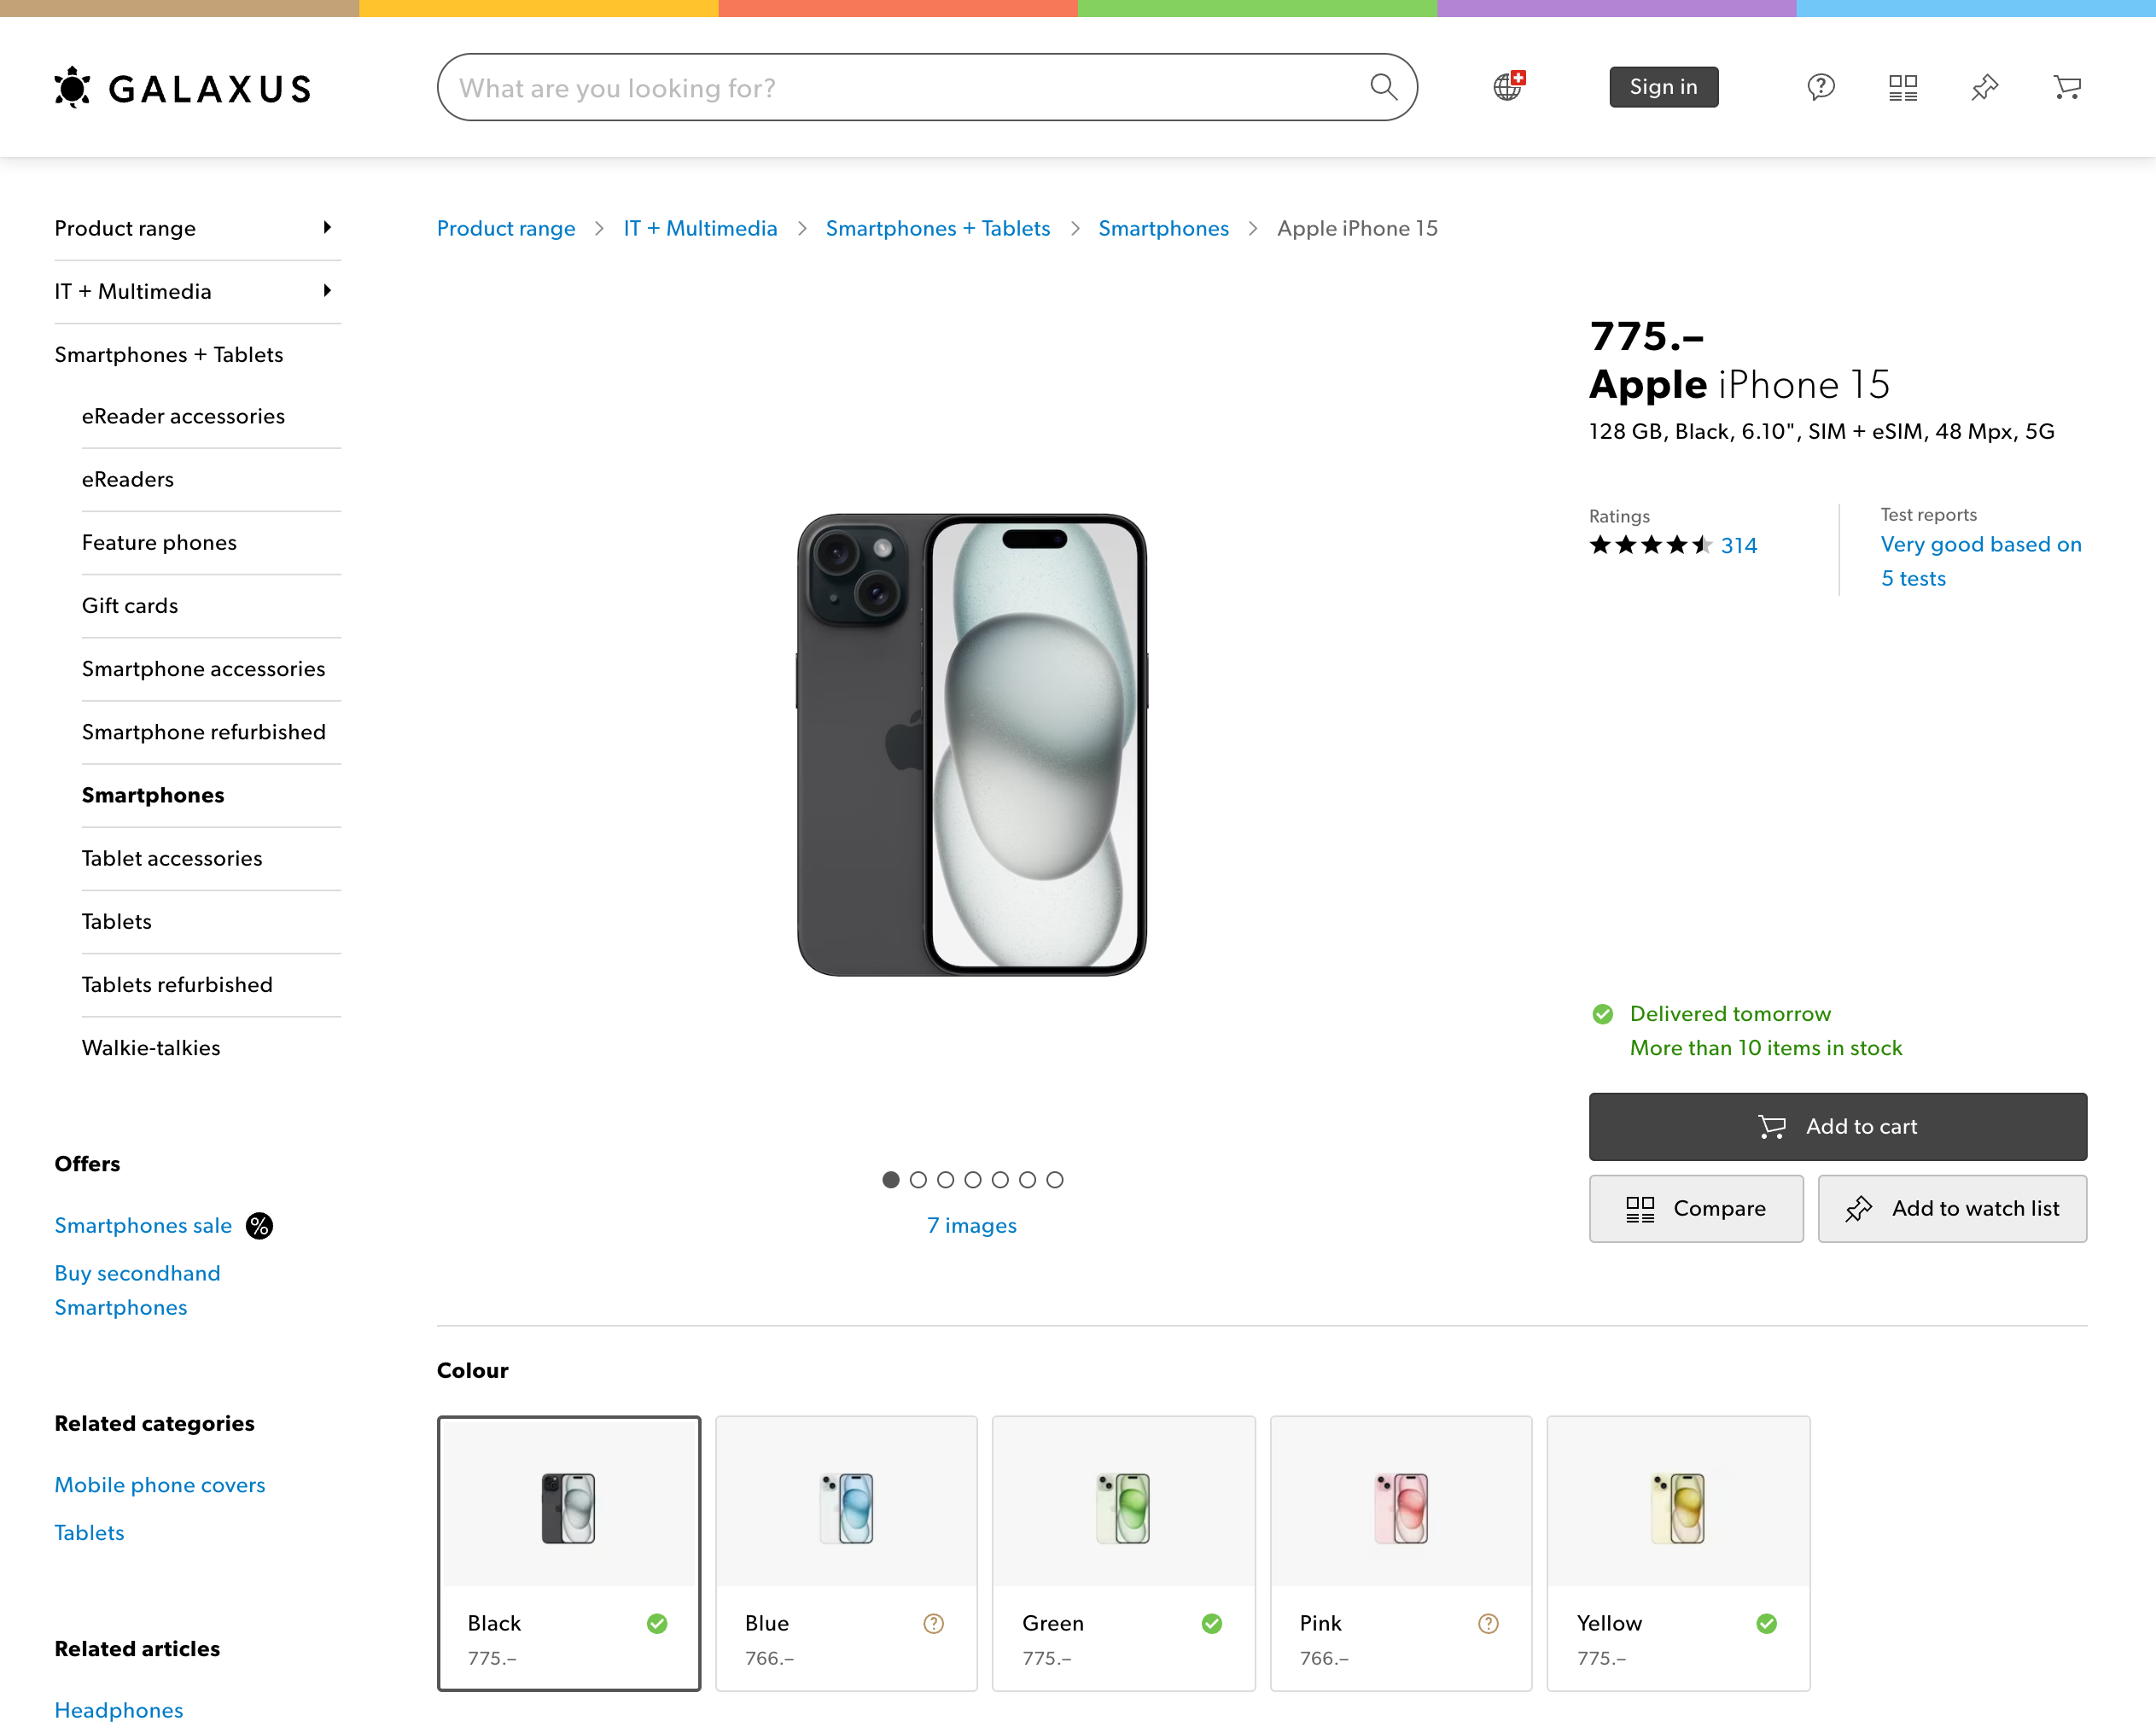 GALAXUS
What are you looking for?
Sign in
Product range
IT + Multimedia
Smartphones + Tablets
eReader accessories
eReaders
Feature phones
Gift cards
Smartphone accessories
Smartphone refurbished
Smartphones
Tablet accessories
Tablets
Tablets refurbished
Walkie-talkies
Offers
Smartphones sale %
Buy secondhand
Smartphones
Related categories
Mobile phone covers
Tablets
Related articles
Headphones
Product range > IT + Multimedia > Smartphones + Tablets > Smartphones > Apple iPhone 15
7 images
775.–
Apple iPhone 15
128 GB, Black, 6.10", SIM + eSIM, 48 Mpx, 5G
Ratings
314
Test reports
Very good based on
5 tests
Delivered tomorrow
More than 10 items in stock
Add to cart
Compare
Add to watch list
Colour
Black
775.–
Blue
766.–
Green
775.–
Pink
766.–
Yellow
775.–